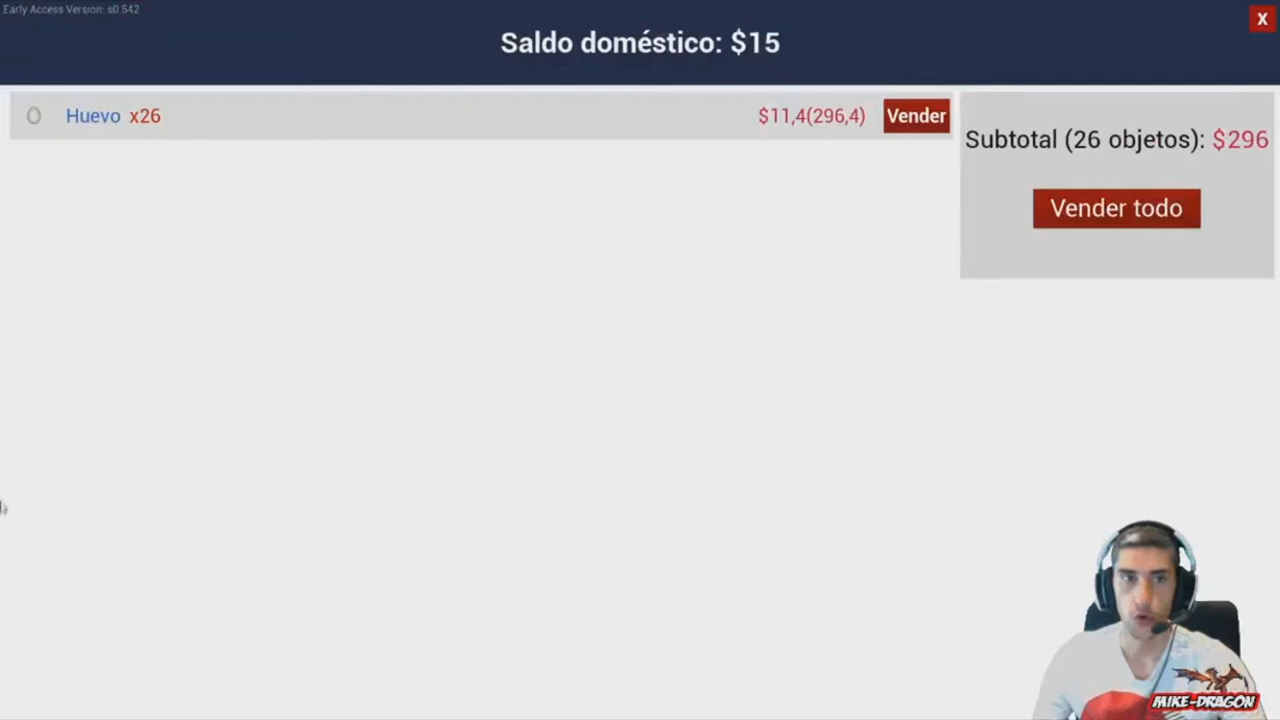 Early Access Version: s0.542
X
Saldo doméstico: $15
Huevo x26 $11,4(296,4) Vender
Subtotal (26 objetos): $296
Vender todo
MIKE-DRAGON